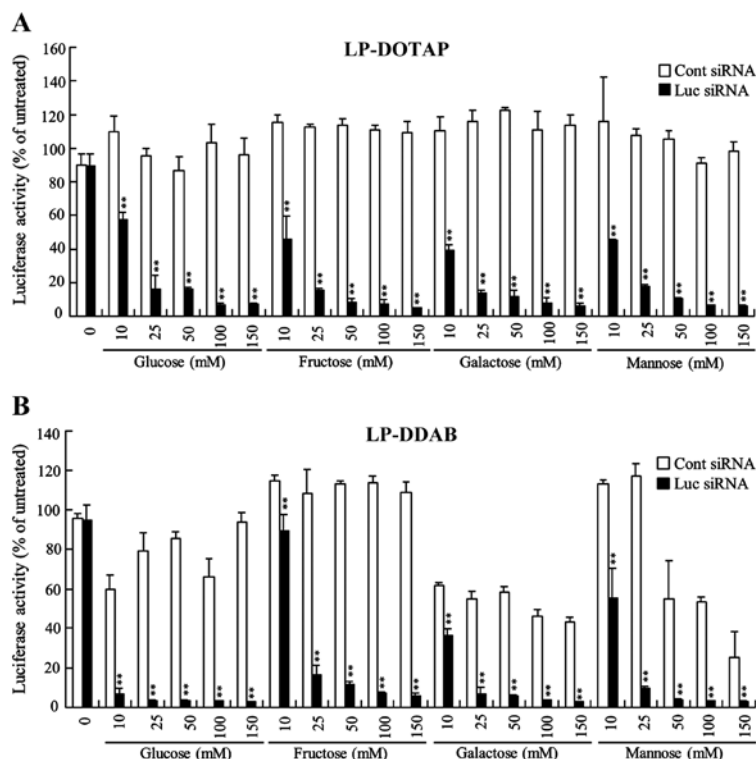 A
LP-DOTAP
Luciferase activity (% of untreated)
160
140
120
100
80
60
40
20
0
Cont siRNA
Luc siRNA
** ** ** ** ** ** ** ** ** ** ** ** ** ** ** ** ** ** ** **
0 10 25 50 100 150 10 25 50 100 150 10 25 50 100 150 10 25 50 100 150
Glucose (mM) Fructose (mM) Galactose (mM) Mannose (mM)
B
LP-DDAB
Luciferase activity (% of untreated)
140
120
100
80
60
40
20
0
Cont siRNA
Luc siRNA
** ** ** ** ** ** ** ** ** ** ** ** ** ** ** ** ** ** ** **
0 10 25 50 100 150 10 25 50 100 150 10 25 50 100 150 10 25 50 100 150
Glucose (mM) Fructose (mM) Galactose (mM) Mannose (mM)